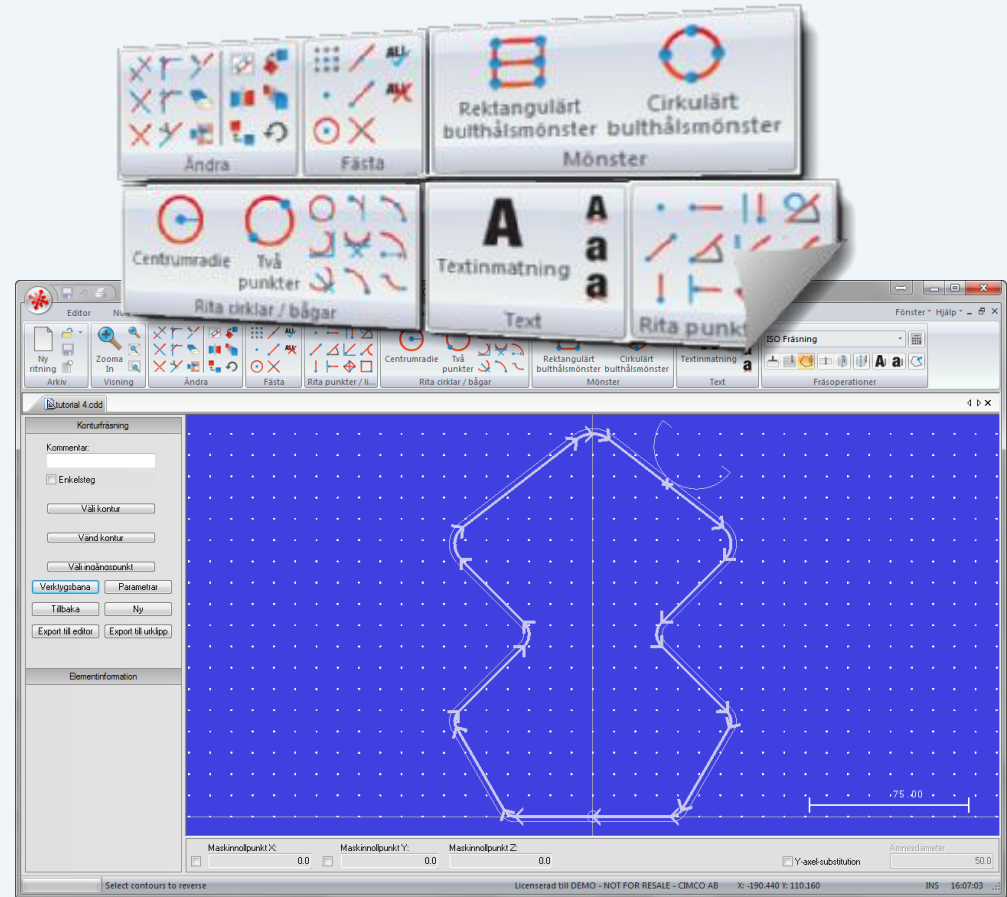 Rektangulärt
bulthålsmönster
Cirkulärt
bulthålsmönster
Ändra
Fästa
Mönster
Centrumradie
Två
punkter
Textinmatning
A
A
a
a
Rita cirklar / bågar
Text
Rita punkt
Editor
Fönster
Hjälp
Ny
ritning
Zooma
In
ALL
Centrumradie
Två
punkter
Rektangulärt
bulthålsmönster
Cirkulärt
bulthålsmönster
Textinmatning
a
ISO Fräsning
Arkiv
Visning
Ändra
Fästa
Rita punkter / li...
Rita cirklar / bågar
Mönster
Text
Fräsoperationer
tutorial 4.cdd
Konturfräsning
Kommentar:
Enkelsteg
Välj kontur
Vänd kontur
Välj ingångspunkt
Verktygsbana
Parametrar
Tillbaka
Ny
Export till editor
Export till urklipp
Elementinformation
75.00
Maskinnollpunkt X:
0.0
Maskinnollpunkt Y:
0.0
Maskinnollpunkt Z:
0.0
Y-axel-substitution
Ämnesdiameter
50.0
Select contours to reverse
Licenserad till DEMO - NOT FOR RESALE - CIMCO AB
X: -190.440 Y: 110.160
INS
16:07:03